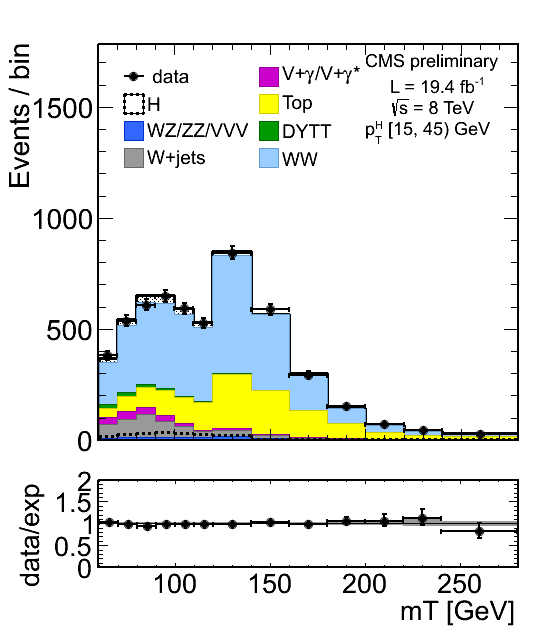 CMS preliminary
L = 19.4 fb⁻¹
√s = 8 TeV
p_T^H [15, 45) GeV
data
H
WZ/ZZ/VVV
W+jets
V+γ/V+γ*
Top
DYTT
WW
Events / bin
1500
1000
500
0
data/exp
2
1.5
1
0.5
0
100 150 200 250
mT [GeV]